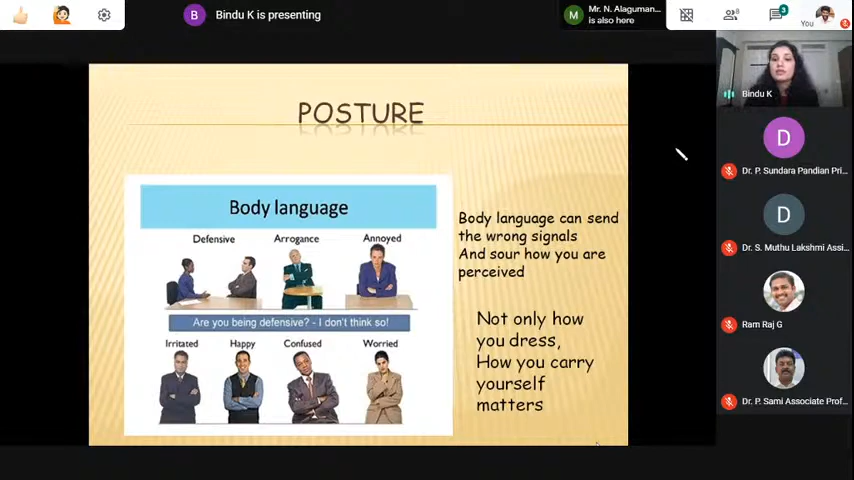 Bindu K is presenting
Mr. N. Alaguman...
is also here
8
3
You
POSTURE
Body language
Defensive Arrogance Annoyed
Are you being defensive? - I don't think so!
Irritated Happy Confused Worried
Body language can send
the wrong signals
And sour how you are
perceived
Not only how
you dress,
How you carry
yourself
matters
B
M
Bindu K
D
Dr. P. Sundara Pandian Pri...
D
Dr. S. Muthu Lakshmi Assi...
Ram Raj G
Dr. P. Sami Associate Prof...